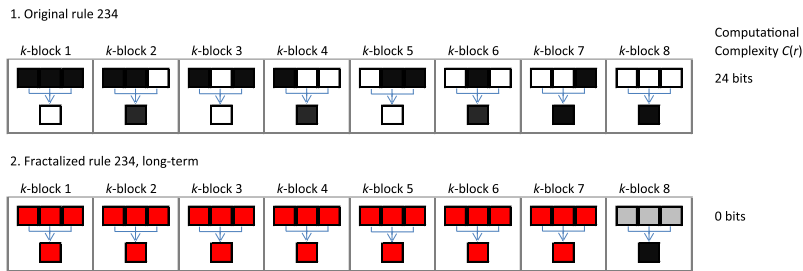 1. Original rule 234
Computational
Complexity C(r)
k-block 1 k-block 2 k-block 3 k-block 4 k-block 5 k-block 6 k-block 7 k-block 8
24 bits
2. Fractalized rule 234, long-term
k-block 1 k-block 2 k-block 3 k-block 4 k-block 5 k-block 6 k-block 7 k-block 8
0 bits